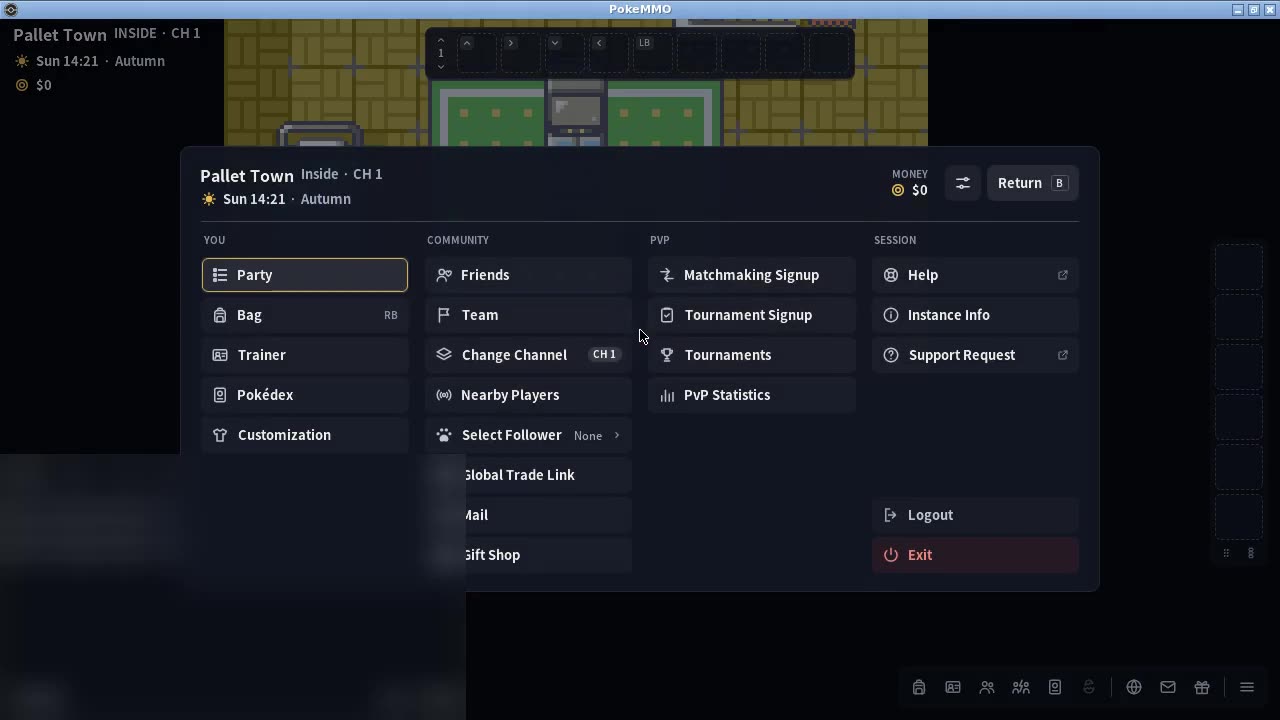 PokeMMO
Pallet Town INSIDE · CH 1
Sun 14:21 · Autumn
$0
1
LB
Pallet Town Inside · CH 1
Sun 14:21 · Autumn
MONEY
$0
Return B
YOU
Party
Bag RB
Trainer
Pokédex
Customization
COMMUNITY
Friends
Team
Change Channel CH 1
Nearby Players
Select Follower None
Global Trade Link
Mail
Gift Shop
PVP
Matchmaking Signup
Tournament Signup
Tournaments
PvP Statistics
SESSION
Help
Instance Info
Support Request
Logout
Exit